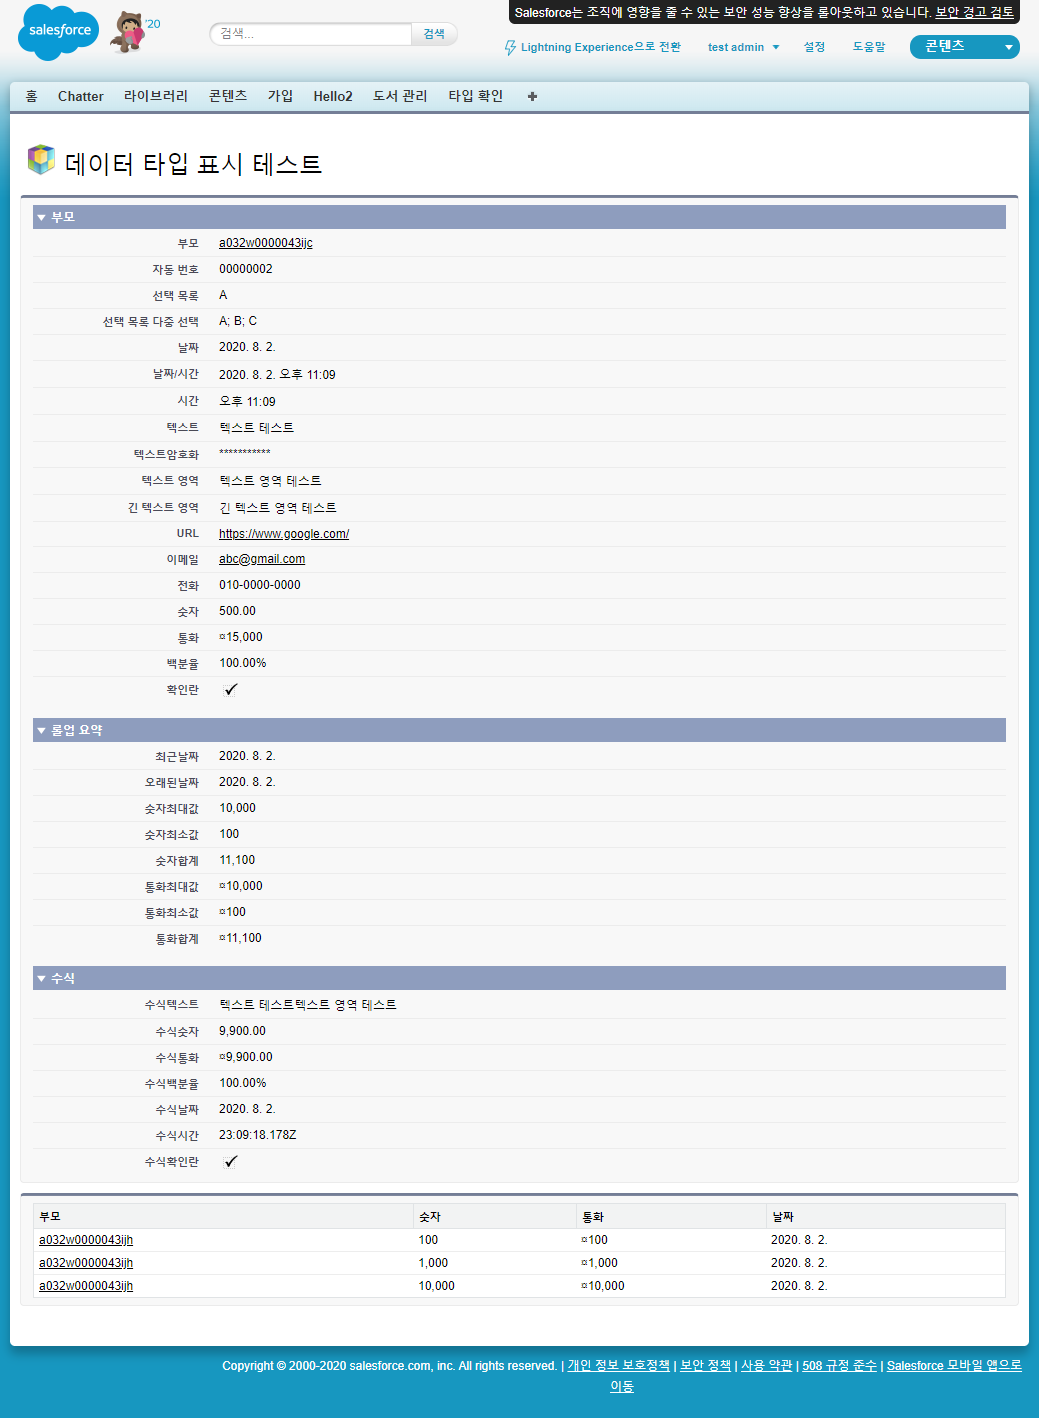 Salesforce는 조직에 영향을 줄 수 있는 보안 성능 향상을 롤아웃하고 있습니다. 보안 경고 검토
salesforce '20 검색... 검색 Lightning Experience으로 전환 test admin 설정 도움말 콘텐츠
홈 Chatter 라이브러리 콘텐츠 가입 Hello2 도서 관리 타입 확인 +
데이터 타입 표시 테스트
부모
부모 a032w0000043ijc
자동 번호 00000002
선택 목록 A
선택 목록 다중 선택 A; B; C
날짜 2020. 8. 2.
날짜/시간 2020. 8. 2. 오후 11:09
시간 오후 11:09
텍스트 텍스트 테스트
텍스트암호화 ***********
텍스트 영역 텍스트 영역 테스트
긴 텍스트 영역 긴 텍스트 영역 테스트
URL https://www.google.com/
이메일 abc@gmail.com
전화 010-0000-0000
숫자 500.00
통화 ¤15,000
백분율 100.00%
확인란
롤업 요약
최근날짜 2020. 8. 2.
오래된날짜 2020. 8. 2.
숫자최대값 10,000
숫자최소값 100
숫자합계 11,100
통화최대값 ¤10,000
통화최소값 ¤100
통화합계 ¤11,100
수식
수식텍스트 텍스트 테스트텍스트 영역 테스트
수식숫자 9,900.00
수식통화 ¤9,900.00
수식백분율 100.00%
수식날짜 2020. 8. 2.
수식시간 23:09:18.178Z
수식확인란
부모 숫자 통화 날짜
a032w0000043ijh 100 ¤100 2020. 8. 2.
a032w0000043ijh 1,000 ¤1,000 2020. 8. 2.
a032w0000043ijh 10,000 ¤10,000 2020. 8. 2.
Copyright © 2000-2020 salesforce.com, inc. All rights reserved. | 개인 정보 보호정책 | 보안 정책 | 사용 약관 | 508 규정 준수 | Salesforce 모바일 앱으로
이동